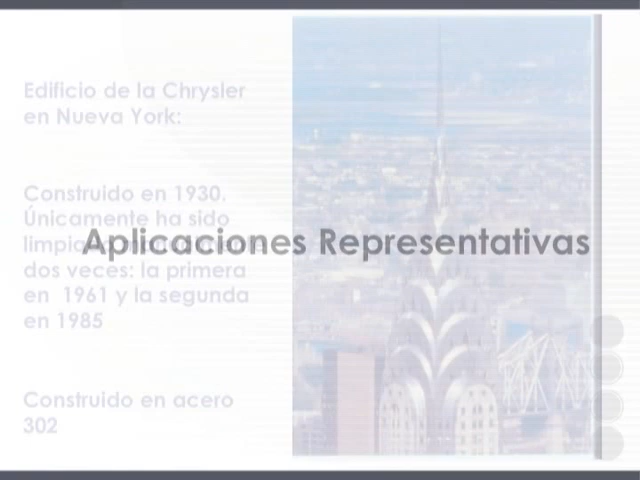 Edificio de la Chrysler
en Nueva York:
Construido en 1930.
Únicamente ha sido
Aplicaciones Representativas
dos veces: la primera
en 1961 y la segunda
en 1985
Construido en acero
302